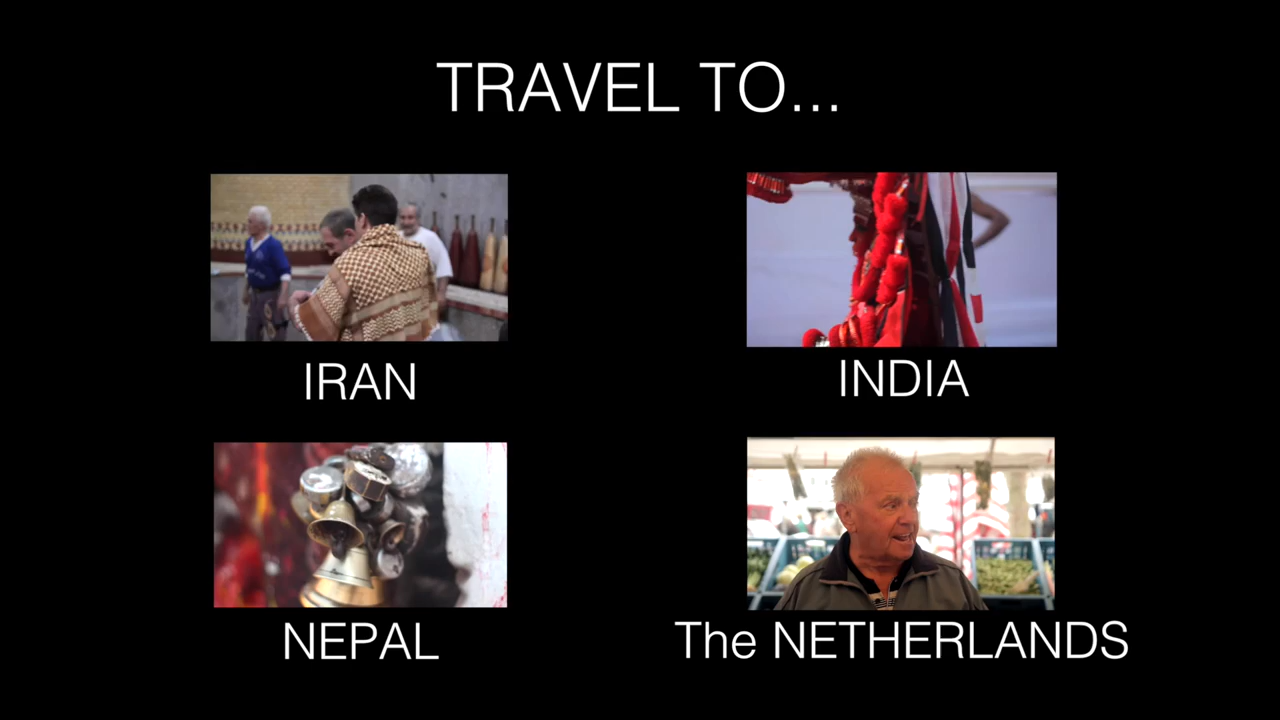 TRAVEL TO...
IRAN
INDIA
NEPAL
The NETHERLANDS